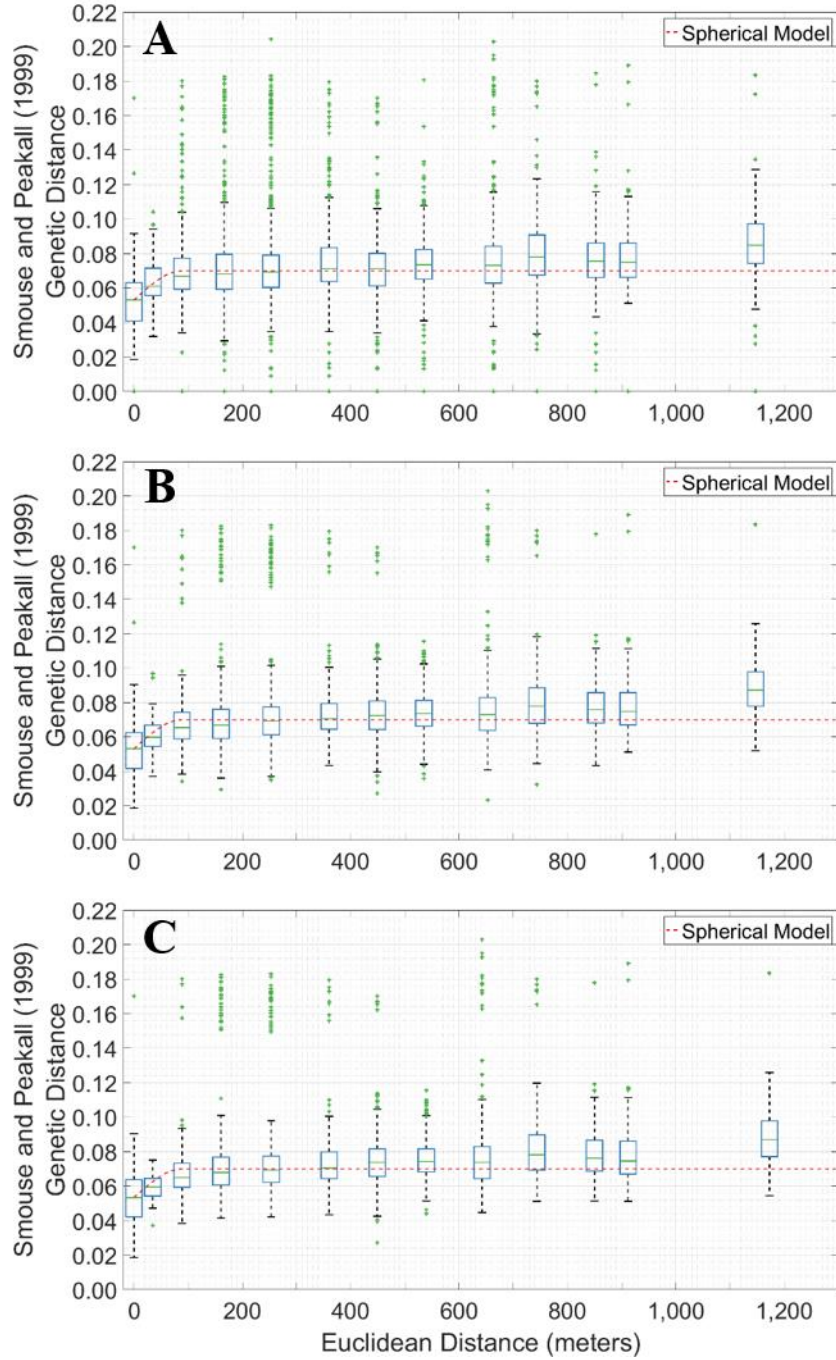 A
Spherical Model
Smouse and Peakall (1999)
Genetic Distance
0.22
0.20
0.18
0.16
0.14
0.12
0.10
0.08
0.06
0.04
0.02
0.00
0 200 400 600 800 1,000 1,200
B
Spherical Model
Smouse and Peakall (1999)
Genetic Distance
0.22
0.20
0.18
0.16
0.14
0.12
0.10
0.08
0.06
0.04
0.02
0.00
0 200 400 600 800 1,000 1,200
C
Spherical Model
Smouse and Peakall (1999)
Genetic Distance
0.22
0.20
0.18
0.16
0.14
0.12
0.10
0.08
0.06
0.04
0.02
0.00
0 200 400 600 800 1,000 1,200
Euclidean Distance (meters)